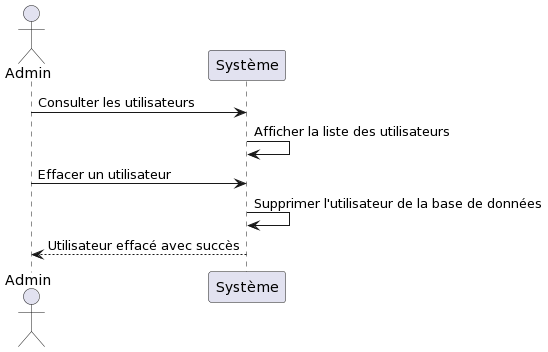 Admin
Système
Consulter les utilisateurs
Afficher la liste des utilisateurs
Effacer un utilisateur
Supprimer l'utilisateur de la base de données
Utilisateur effacé avec succès
Admin
Système